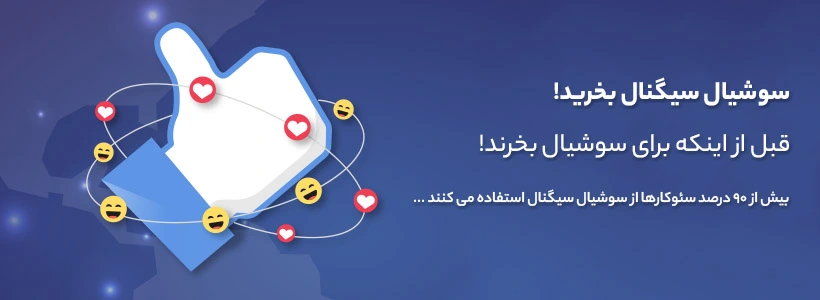 سوشیال سیگنال بخرید!
قبل از اینکه برای سوشیال بخرند!
بیش از ۹۰ درصد سئوکارها از سوشیال سیگنال استفاده می کنند ...